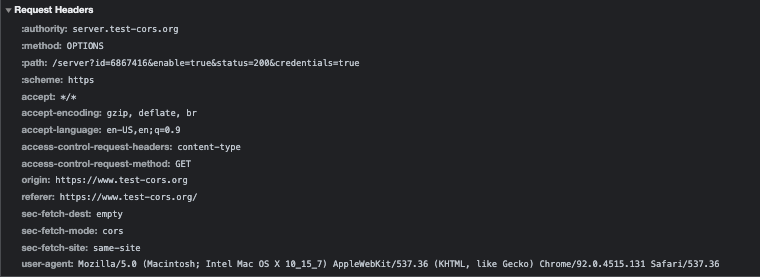 Request Headers
:authority: server.test-cors.org
:method: OPTIONS
:path: /server?id=6867416&enable=true&status=200&credentials=true
:scheme: https
accept: */*
accept-encoding: gzip, deflate, br
accept-language: en-US,en;q=0.9
access-control-request-headers: content-type
access-control-request-method: GET
origin: https://www.test-cors.org
referer: https://www.test-cors.org/
sec-fetch-dest: empty
sec-fetch-mode: cors
sec-fetch-site: same-site
user-agent: Mozilla/5.0 (Macintosh; Intel Mac OS X 10_15_7) AppleWebKit/537.36 (KHTML, like Gecko) Chrome/92.0.4515.131 Safari/537.36